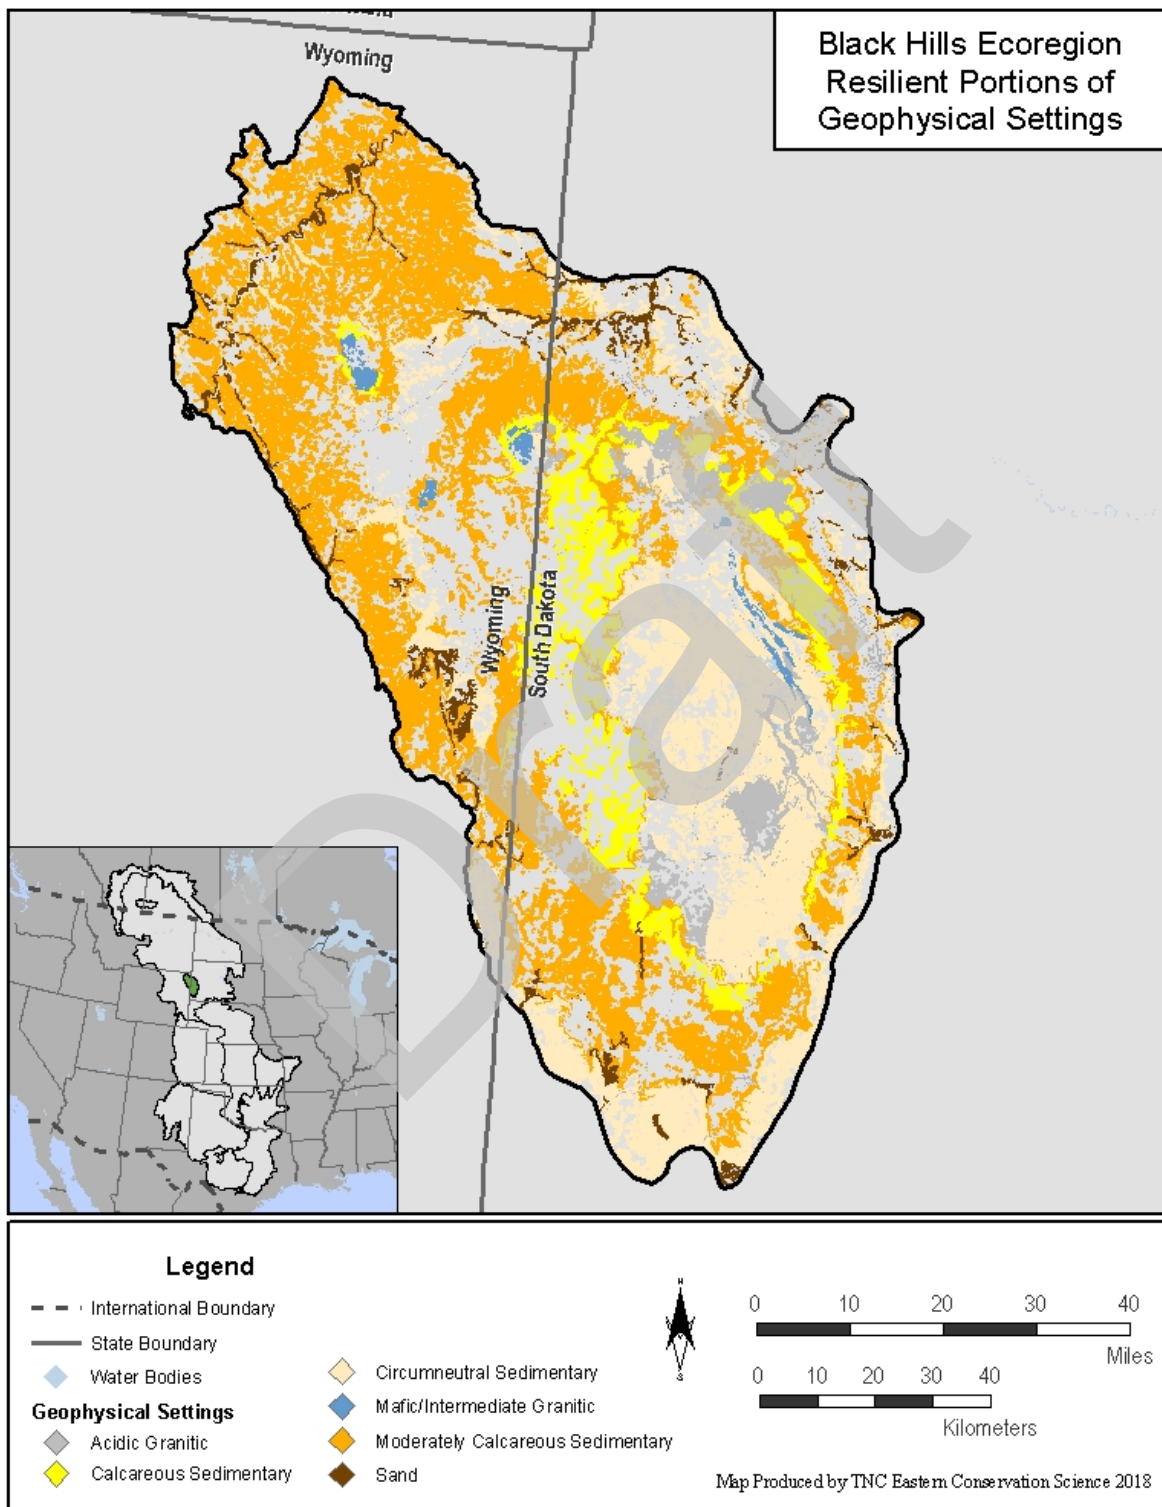 Wyoming
Black Hills Ecoregion
Resilient Portions of
Geophysical Settings
Wyoming
South Dakota
Draft
Legend
International Boundary
State Boundary
Water Bodies
Geophysical Settings
Acidic Granitic
Calcareous Sedimentary
Circumneutral Sedimentary
Mafic/Intermediate Granitic
Moderately Calcareous Sedimentary
Sand
N
S
0 10 20 30 40
Miles
0 10 20 30 40
Kilometers
Map Produced by TNC Eastern Conservation Science 2018